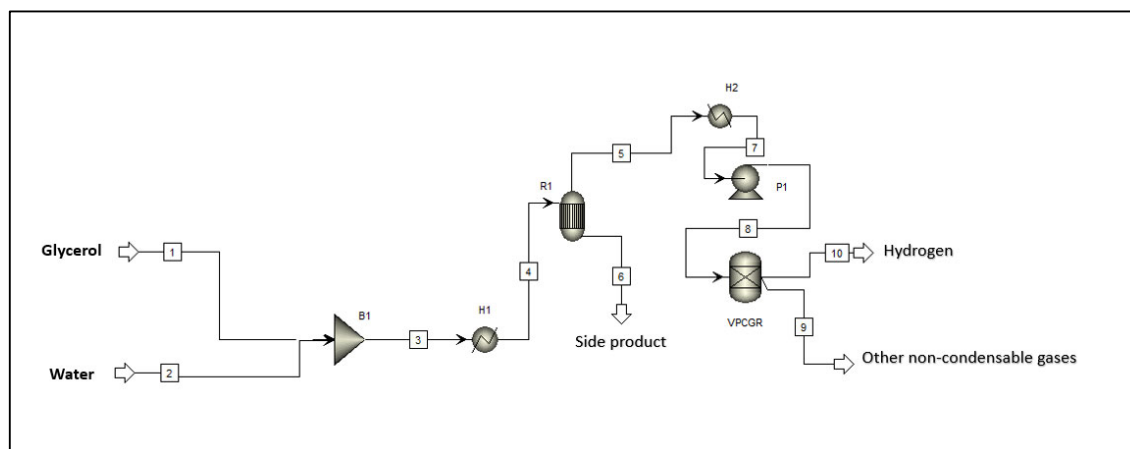 H2
5
7
R1
P1
8
Glycerol
1
10
Hydrogen
4
6
B1
VPCGR
3
H1
9
Side product
Other non-condensable gases
Water
2